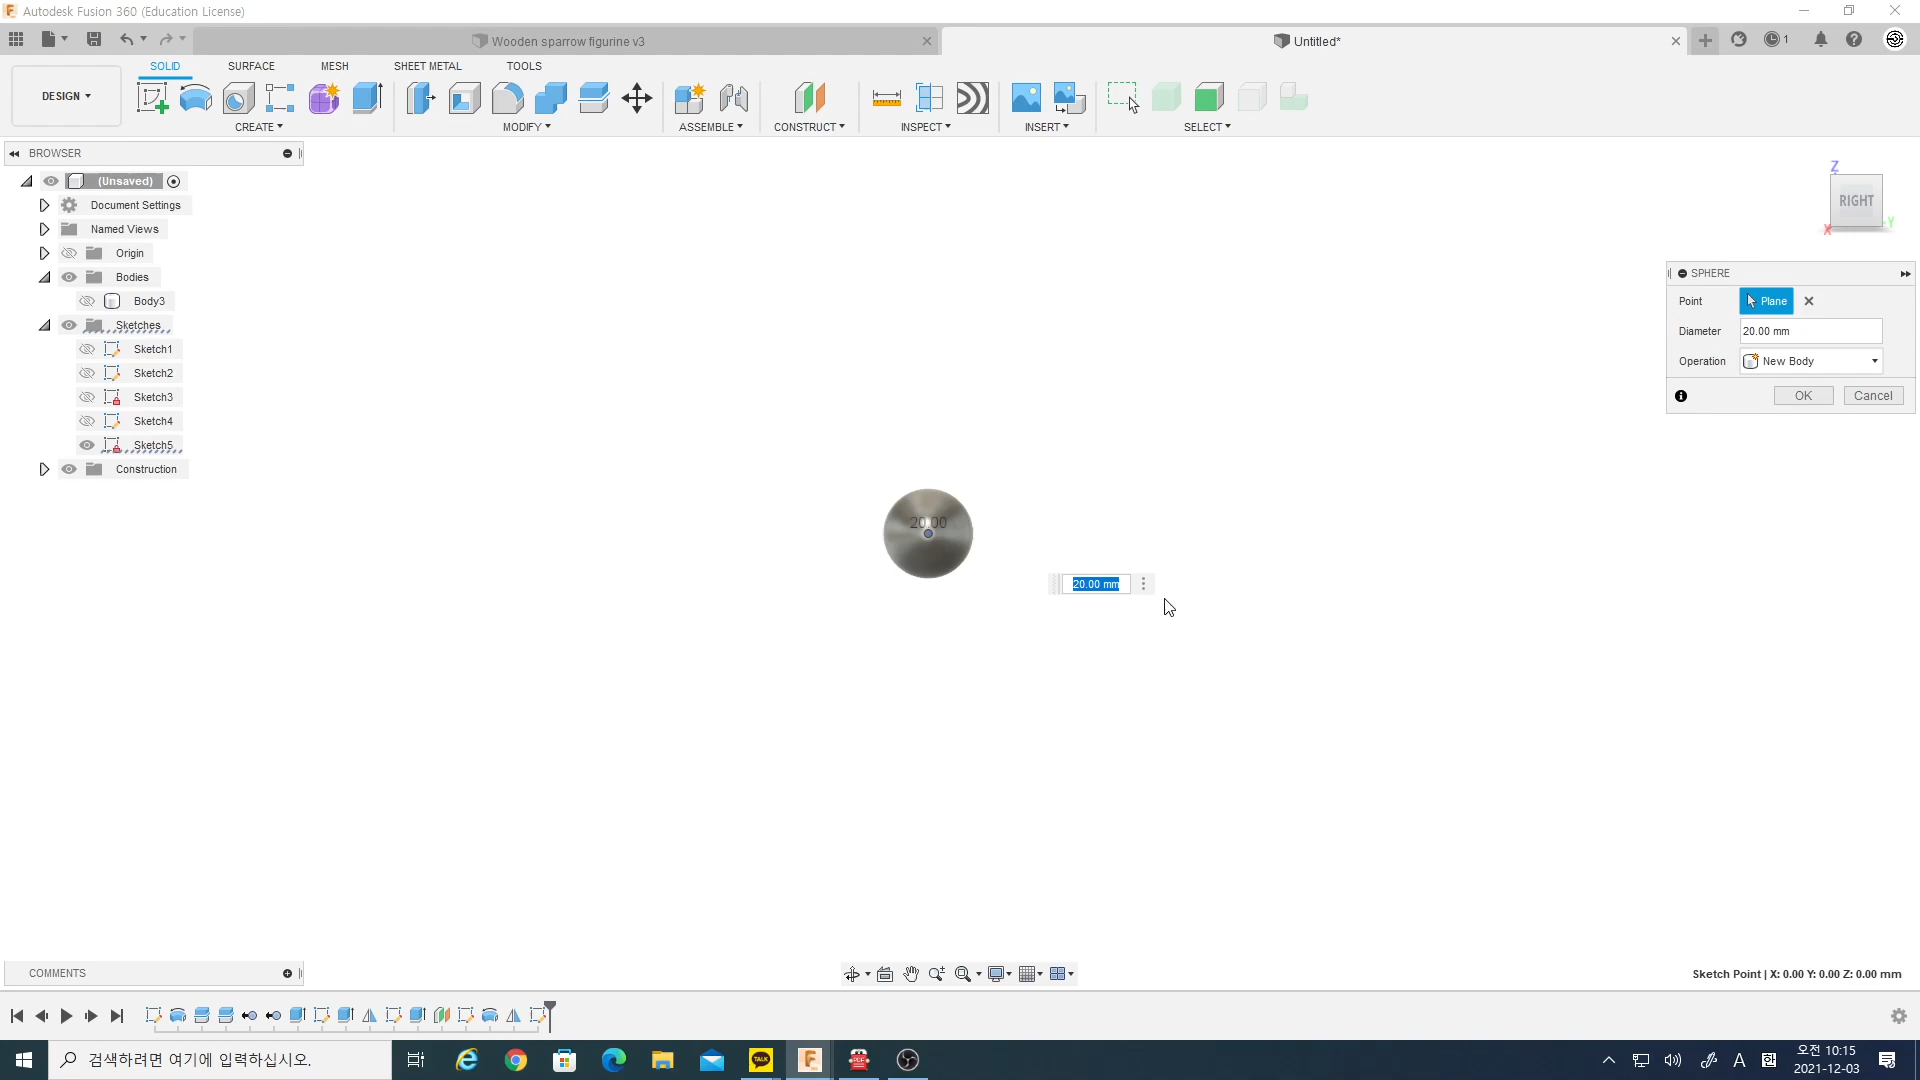 Autodesk Fusion 360 (Education License)
Wooden sparrow figurine v3
Untitled*
1
DESIGN
SOLID
SURFACE
MESH
SHEET METAL
TOOLS
CREATE
MODIFY
ASSEMBLE
CONSTRUCT
INSPECT
INSERT
SELECT
BROWSER
(Unsaved)
Document Settings
Named Views
Origin
Bodies
Body3
Sketches
Sketch1
Sketch2
Sketch3
Sketch4
Sketch5
Construction
Z
RIGHT
X
Y
SPHERE
Point
Plane
Diameter
20.00 mm
Operation
New Body
OK
Cancel
20.00
20.00 mm
COMMENTS
Sketch Point | X: 0.00 Y: 0.00 Z: 0.00 mm
검색하려면 여기에 입력하십시오.
TALK
PDF
A
오전 10:15
2021-12-03